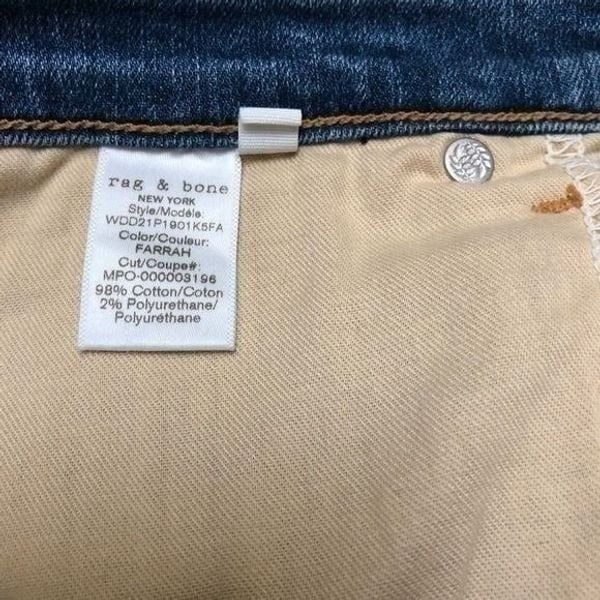 rag & bone
NEW YORK
Style/Modèle:
WDD21P1901K5FA
Color/Couleur:
FARRAH
Cut/Coupe#:
MPO-000003196
98% Cotton/Coton
2% Polyurethane/
Polyuréthane